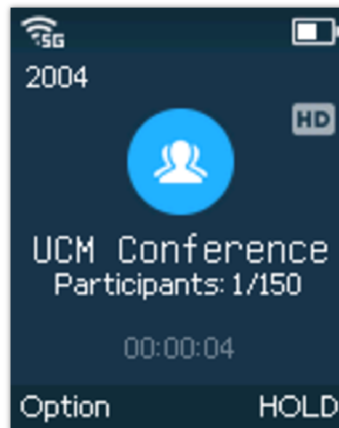 5G
2004
HD
UCM Conference
Participants: 1/150
00:00:04
Option HOLD